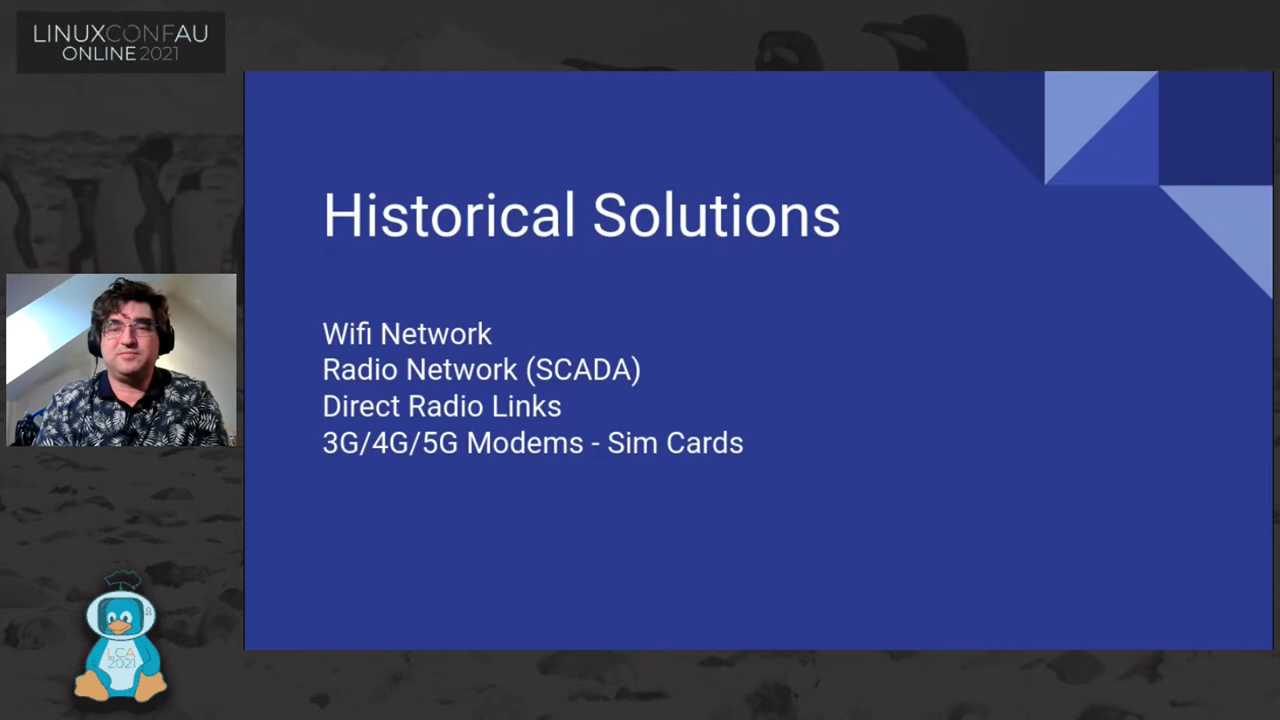 LINUXCONFAU
ONLINE 2021
Historical Solutions
Wifi Network
Radio Network (SCADA)
Direct Radio Links
3G/4G/5G Modems - Sim Cards
LCA
2021